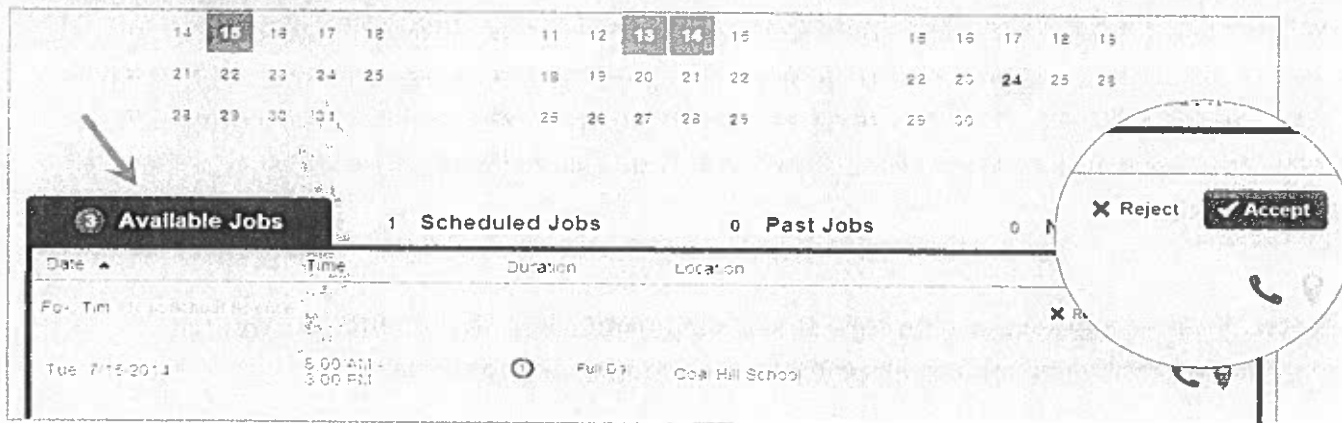 14 15 16 17 18 11 12 13 14 15 15 16 17 18 19
21 22 23 24 25 18 19 20 21 22 22 23 24 25 26
28 29 30 31 25 26 27 28 29 29 30
3 Available Jobs 1 Scheduled Jobs 0 Past Jobs 0
Reject Accept
Date Time Duration Location
For Tim
Tue 7/15/2014 8:00 AM Full Day Coal Hill School
3:00 PM